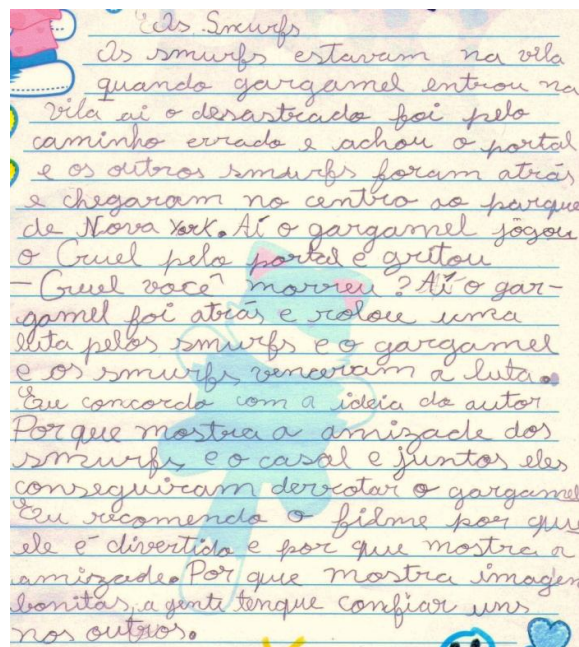 Os Smurfs
Os smurfs estavam na vila
quando gargamel entrou na
vila aí o desastrado foi pelo
caminho errado e achou o portal
e os outros smurfs foram atrás
e chegaram no centro ao parque
de Nova York. Aí o gargamel jogou
o Cruel pelo portal e gritou
— Cruel você morreu? Aí o gar-
gamel foi atrás e rolou uma
luta pelos smurfs e o gargamel
e os smurfs venceram a luta.
Eu concordo com a ideia do autor
Porque mostra a amizade dos
smurfs e o casal e juntos eles
conseguiram derrotar o gargamel
Eu recomendo o fidme por que
ele é divertido e por que mostra a
amizade. Por que mostra imagen
bonitas, a gente tenque confiar uns
nos outros.